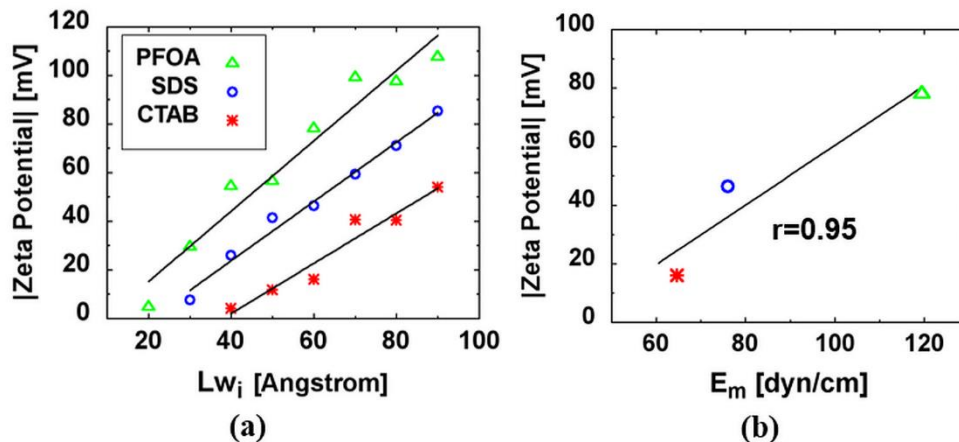 120
100
80
60
40
20
0
|Zeta Potential| [mV]
PFOA
SDS
CTAB
20 40 60 80 100
Lwi [Angstrom]
(a)
100
80
60
40
20
0
|Zeta Potential| [mV]
r=0.95
60 80 100 120
Em [dyn/cm]
(b)